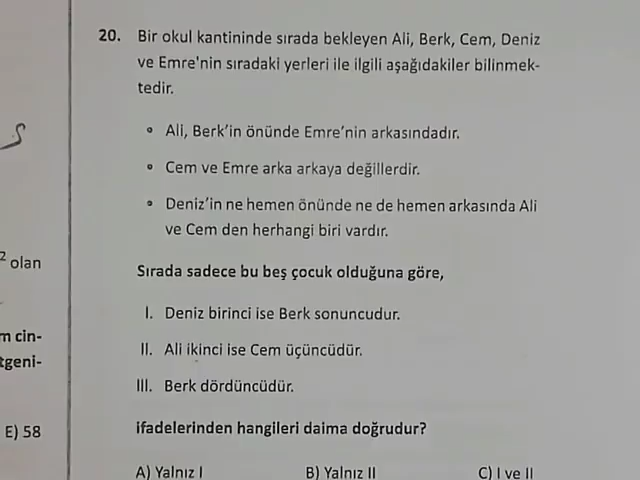 20. Bir okul kantininde sırada bekleyen Ali, Berk, Cem, Deniz
ve Emre'nin sıradaki yerleri ile ilgili aşağıdakiler bilinmek-
tedir.
• Ali, Berk'in önünde Emre'nin arkasındadır.
• Cem ve Emre arka arkaya değillerdir.
• Deniz'in ne hemen önünde ne de hemen arkasında Ali
ve Cem den herhangi biri vardır.
Sırada sadece bu beş çocuk olduğuna göre,
I. Deniz birinci ise Berk sonuncudur.
II. Ali ikinci ise Cem üçüncüdür.
III. Berk dördüncüdür.
ifadelerinden hangileri daima doğrudur?
A) Yalnız I B) Yalnız II C) I ve II
2 olan
m cin-
tgeni-
E) 58